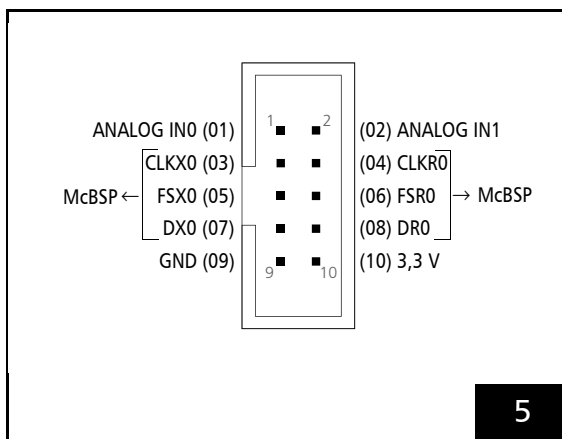 1 2
ANALOG IN0 (01) (02) ANALOG IN1
CLKX0 (03) (04) CLKR0
McBSP ← FSX0 (05) (06) FSR0 → McBSP
DX0 (07) (08) DR0
GND (09) (10) 3,3 V
9 10
5